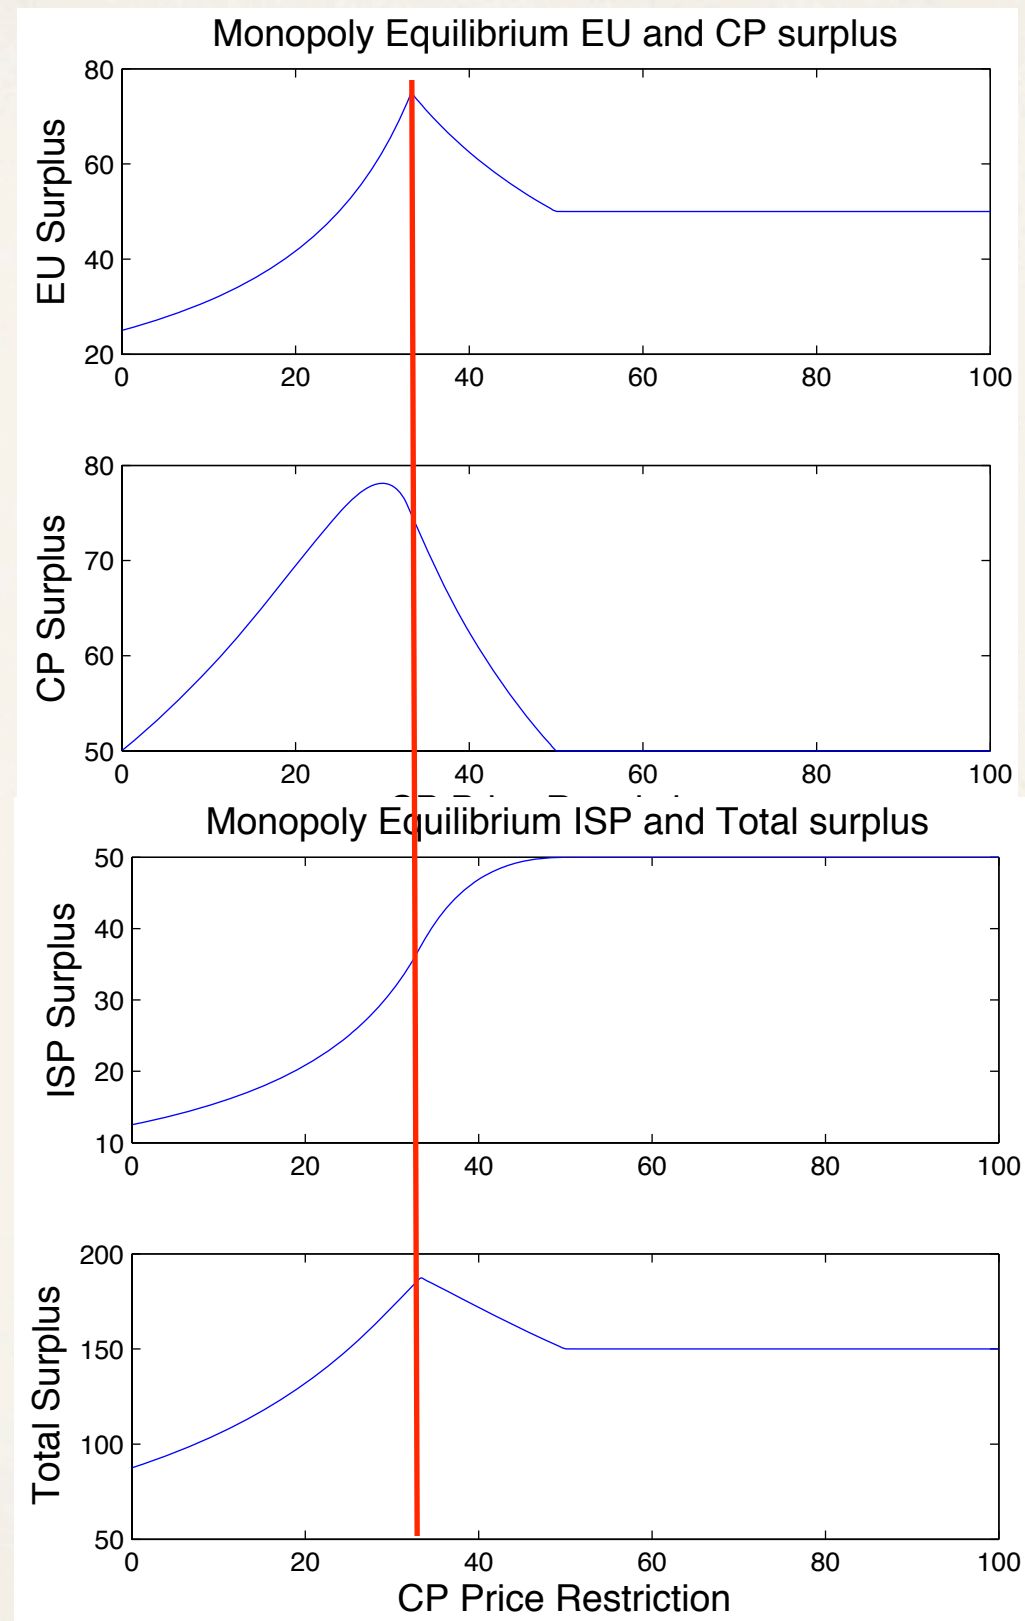 Monopoly Equilibrium EU and CP surplus
80
60
40
20
EU Surplus
0 20 40 60 80 100
80
70
60
50
CP Surplus
0 20 40 60 80 100
Monopoly Equilibrium ISP and Total surplus
50
40
30
20
10
ISP Surplus
0 20 40 60 80 100
200
150
100
50
Total Surplus
0 20 40 60 80 100
CP Price Restriction